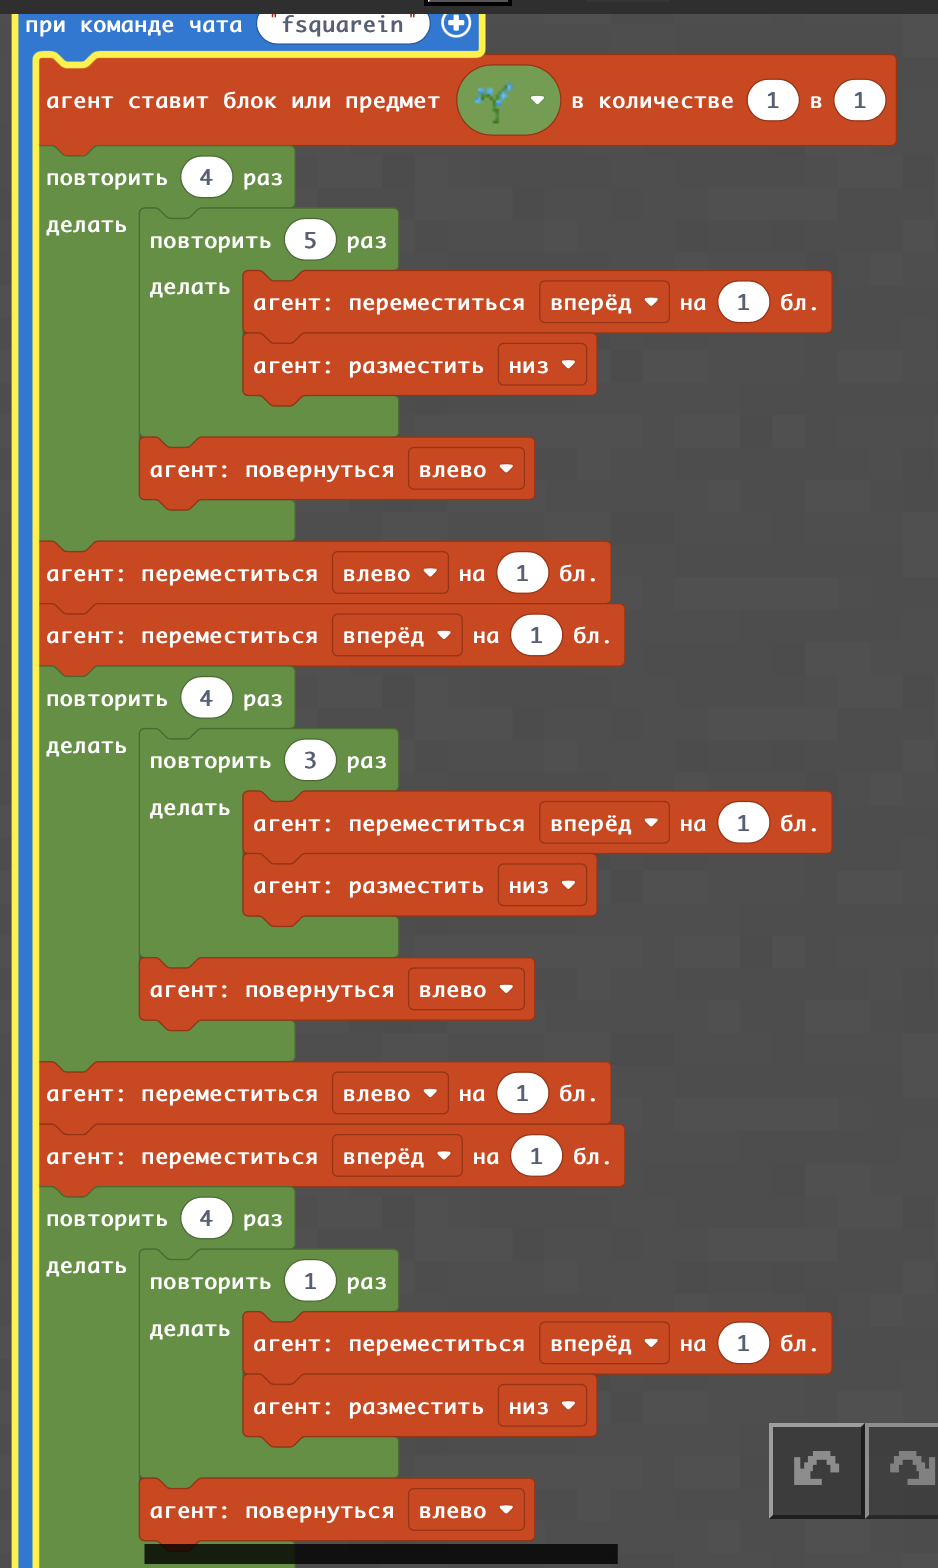 при команде чата "fsquarein"
агент ставит блок или предмет в количестве 1 в 1
повторить 4 раз
делать
повторить 5 раз
делать
агент: переместиться вперёд на 1 бл.
агент: разместить низ
агент: повернуться влево
агент: переместиться влево на 1 бл.
агент: переместиться вперёд на 1 бл.
повторить 4 раз
делать
повторить 3 раз
делать
агент: переместиться вперёд на 1 бл.
агент: разместить низ
агент: повернуться влево
агент: переместиться влево на 1 бл.
агент: переместиться вперёд на 1 бл.
повторить 4 раз
делать
повторить 1 раз
делать
агент: переместиться вперёд на 1 бл.
агент: разместить низ
агент: повернуться влево